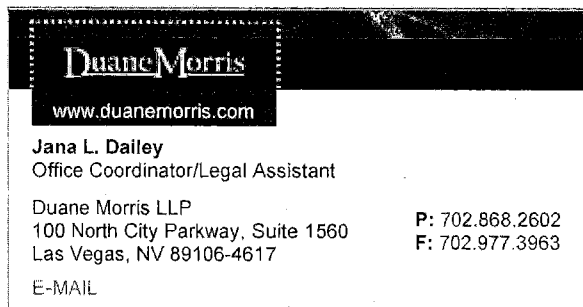 DuaneMorris
www.duanemorris.com
Jana L. Dailey
Office Coordinator/Legal Assistant
Duane Morris LLP
100 North City Parkway, Suite 1560
Las Vegas, NV 89106-4617
P: 702.868.2602
F: 702.977.3963
E-MAIL